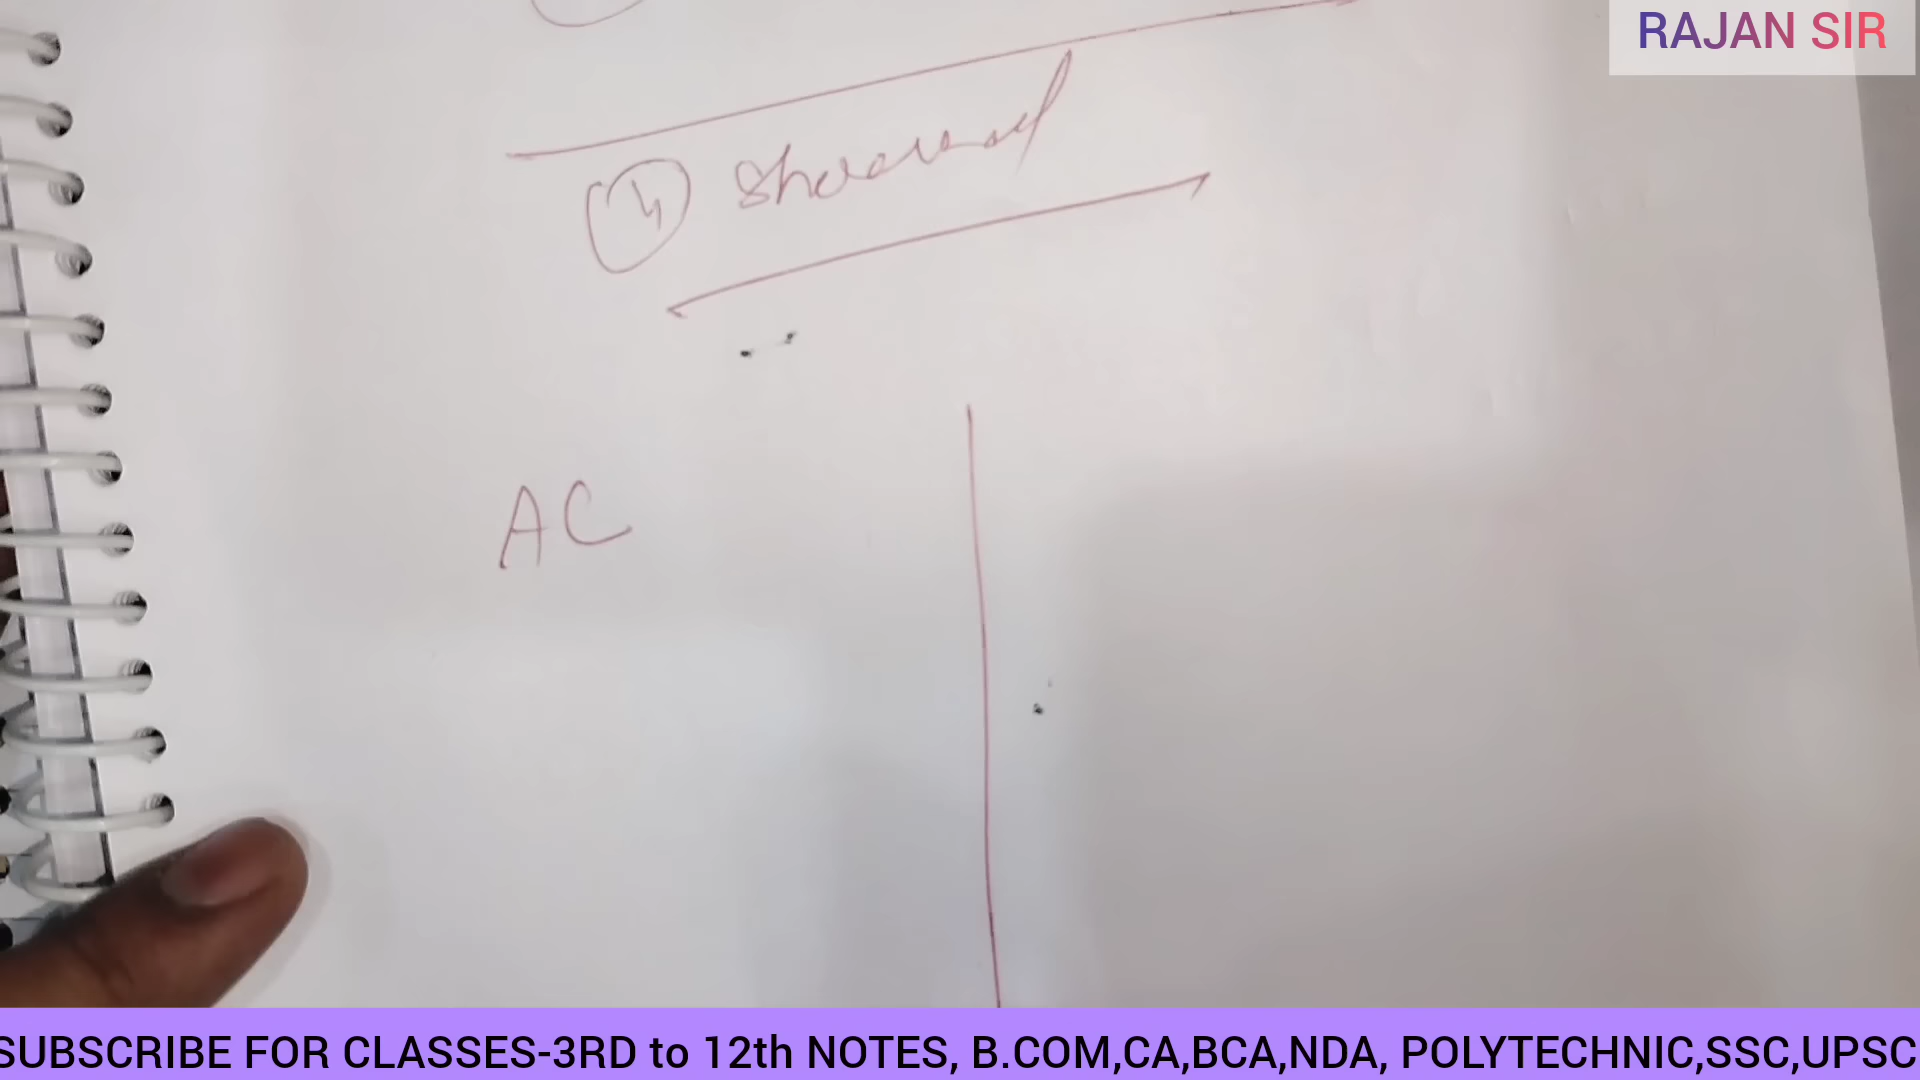 RAJAN SIR
4
AC
SUBSCRIBE FOR CLASSES-3RD to 12th NOTES, B.COM,CA,BCA,NDA, POLYTECHNIC,SSC,UPSC